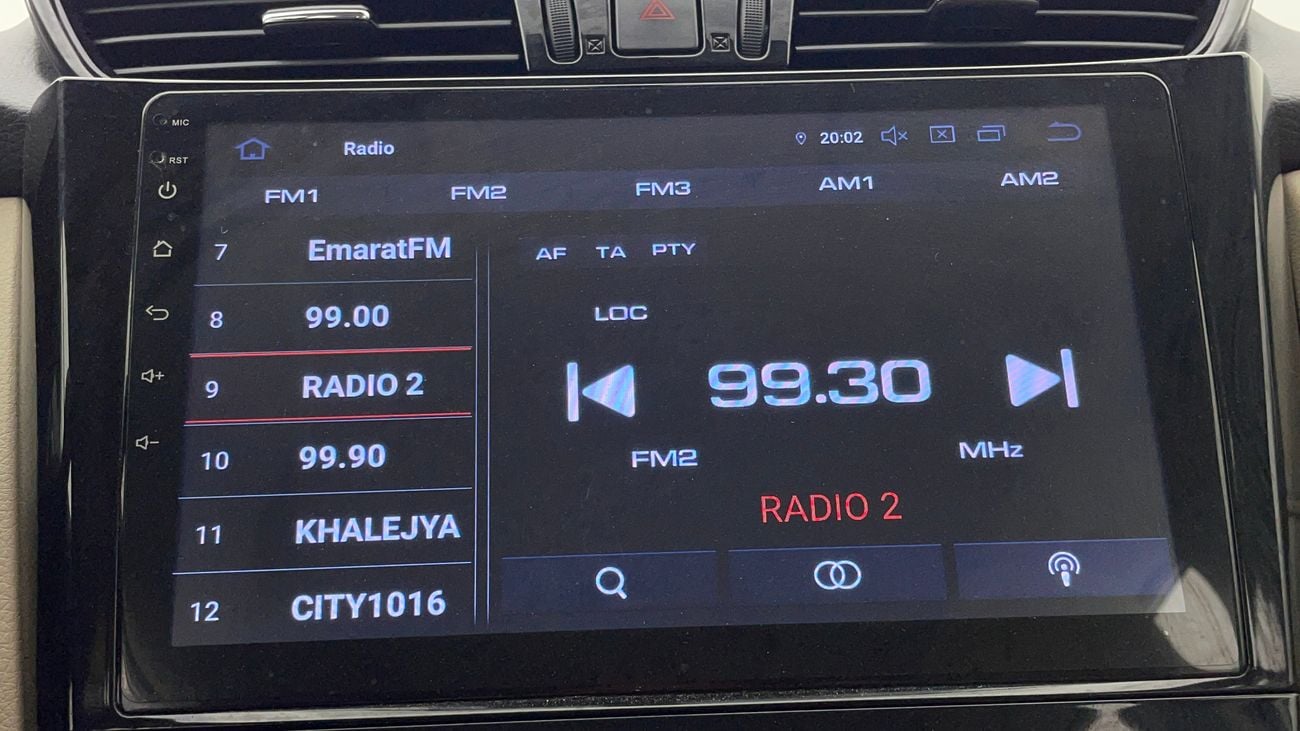 MIC
RST
Radio
20:02
FM1 FM2 FM3 AM1 AM2
7 EmaratFM
8 99.00
9 RADIO 2
10 99.90
11 KHALEJYA
12 CITY1016
AF TA PTY
LOC
99.30
FM2 MHz
RADIO 2